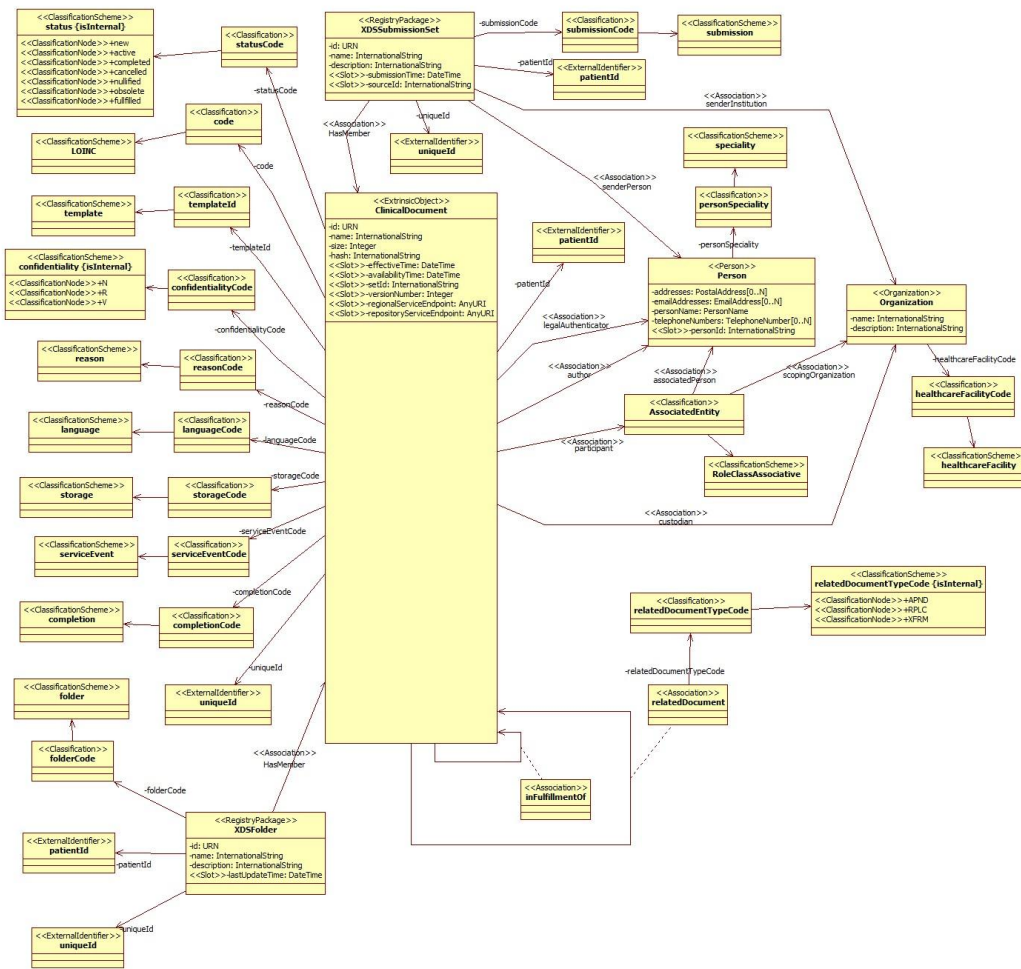 <<ClassificationScheme>>
status {isInternal}
<<ClassificationNode>>+new
<<ClassificationNode>>+active
<<ClassificationNode>>+completed
<<ClassificationNode>>+cancelled
<<ClassificationNode>>+nullified
<<ClassificationNode>>+obsolete
<<ClassificationNode>>+fullfilled
<<Classification>>
statusCode
-statusCode
<<RegistryPackage>>
XDSSubmissionSet
-id: URN
-name: InternationalString
-description: InternationalString
<<Slot>>-submissionTime: DateTime
<<Slot>>-sourceId: InternationalString
-submissionCode
<<Classification>>
submissionCode
<<ClassificationScheme>>
submission
-patientId
<<ExternalIdentifier>>
patientId
-uniqueId
<<ExternalIdentifier>>
uniqueId
<<Association>>
HasMember
<<Association>>
senderInstitution
<<Association>>
senderPerson
<<Classification>>
code
-code
<<ClassificationScheme>>
LOINC
<<ClassificationScheme>>
template
<<Classification>>
templateId
-templateId
<<ClassificationScheme>>
confidentiality {isInternal}
<<ClassificationNode>>+N
<<ClassificationNode>>+R
<<ClassificationNode>>+V
<<Classification>>
confidentialityCode
-confidentialityCode
<<ClassificationScheme>>
reason
<<Classification>>
reasonCode
-reasonCode
<<ClassificationScheme>>
language
<<Classification>>
languageCode
-languageCode
<<ClassificationScheme>>
storage
<<Classification>>
storageCode
-storageCode
<<ClassificationScheme>>
serviceEvent
<<Classification>>
serviceEventCode
-serviceEventCode
<<ClassificationScheme>>
completion
<<Classification>>
completionCode
-completionCode
<<ExternalIdentifier>>
uniqueId
-uniqueId
<<ExtrinsicObject>>
ClinicalDocument
-id: URN
-name: InternationalString
-size: Integer
-hash: InternationalString
<<Slot>>-effectiveTime: DateTime
<<Slot>>-availabilityTime: DateTime
<<Slot>>-setId: InternationalString
<<Slot>>-versionNumber: Integer
<<Slot>>-regionalServiceEndpoint: AnyURI
<<Slot>>-repositoryServiceEndpoint: AnyURI
<<ExternalIdentifier>>
patientId
-patientId
<<ClassificationScheme>>
speciality
<<Classification>>
personSpeciality
-personSpeciality
<<Person>>
Person
-addresses: PostalAddress[0..N]
-emailAddresses: EmailAddress[0..N]
-personName: PersonName
-telephoneNumbers: TelephoneNumber[0..N]
<<Slot>>-personId: InternationalString
<<Association>>
legalAuthenticator
<<Association>>
author
<<Association>>
associatedPerson
<<Association>>
scopingOrganization
<<Organization>>
Organization
-name: InternationalString
-description: InternationalString
-healthcareFacilityCode
<<Classification>>
healthcareFacilityCode
<<ClassificationScheme>>
healthcareFacility
<<Classification>>
AssociatedEntity
<<Association>>
participant
<<ClassificationScheme>>
RoleClassAssociative
<<Association>>
custodian
<<Classification>>
relatedDocumentTypeCode
<<ClassificationScheme>>
relatedDocumentTypeCode {isInternal}
<<ClassificationNode>>+APND
<<ClassificationNode>>+RPLC
<<ClassificationNode>>+XFRM
-relatedDocumentTypeCode
<<Association>>
relatedDocument
<<Association>>
inFulfillmentOf
<<ClassificationScheme>>
folder
<<Classification>>
folderCode
-folderCode
<<Association>>
HasMember
<<RegistryPackage>>
XDSFolder
-id: URN
-name: InternationalString
-description: InternationalString
<<Slot>>-lastUpdateTime: DateTime
<<ExternalIdentifier>>
patientId
-patientId
<<ExternalIdentifier>>
uniqueId
-uniqueId